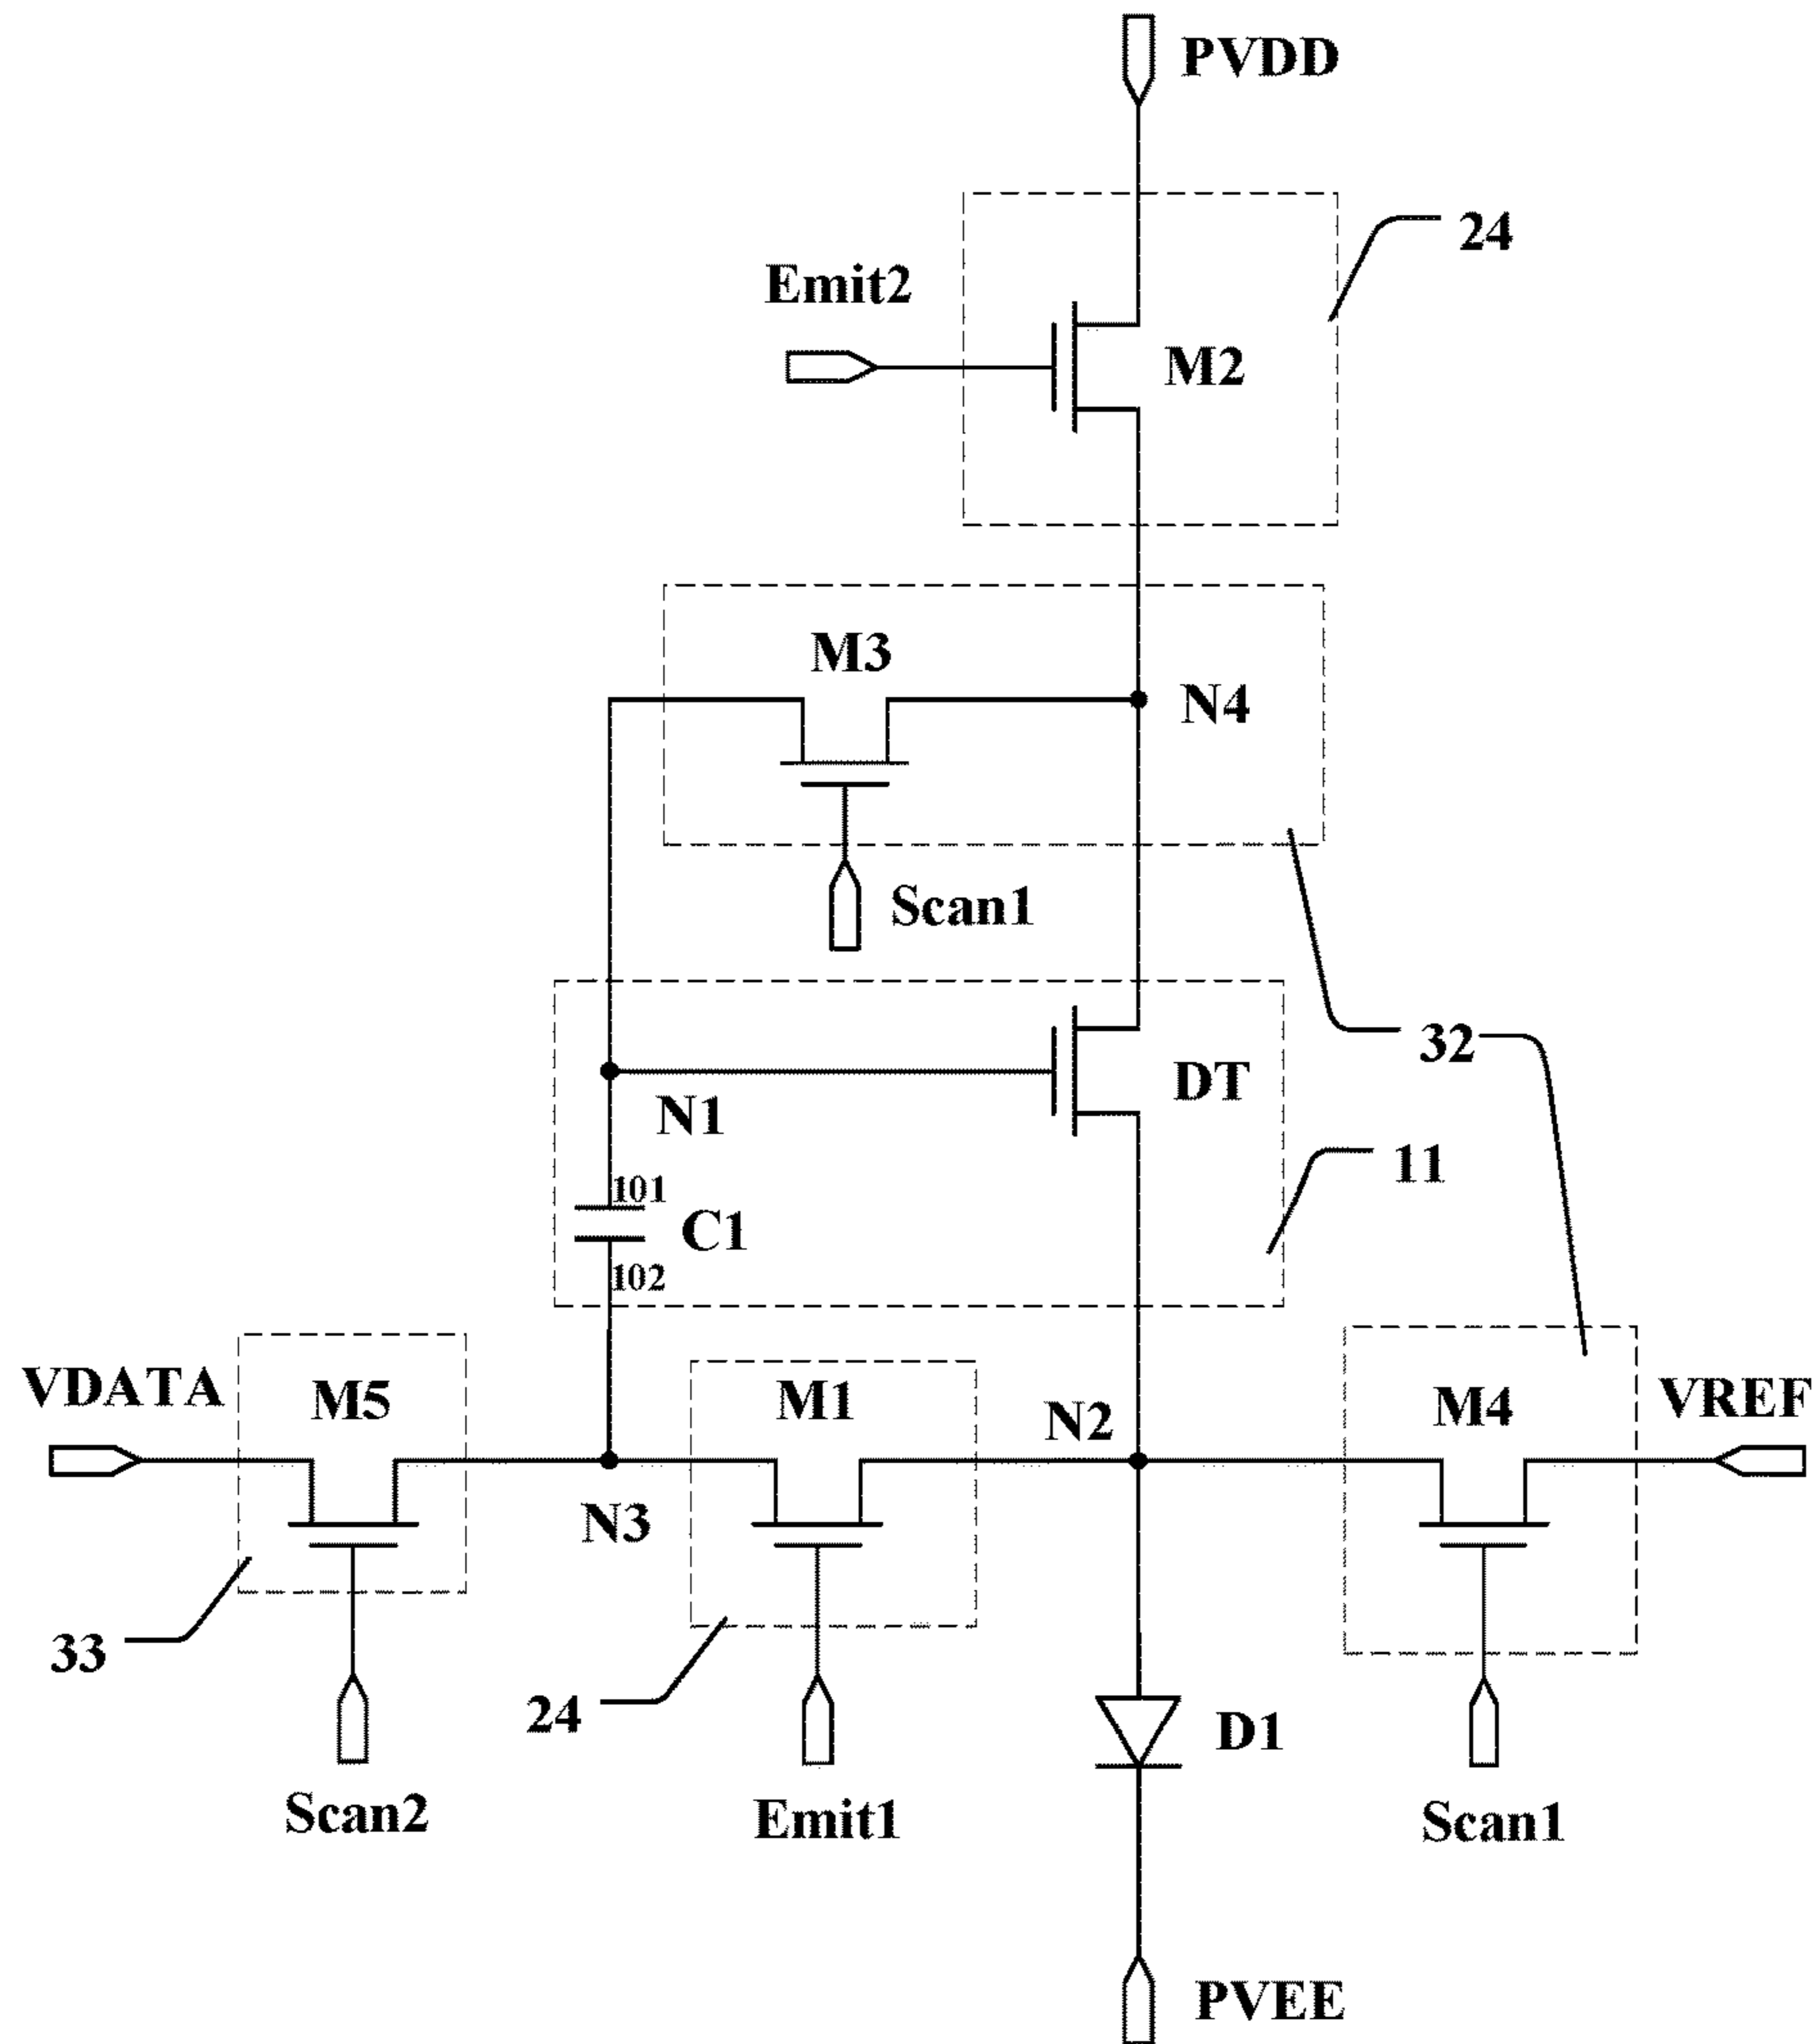 PVDD
24
Emit2
M2
M3
N4
Scan1
32
DT
N1
11
101
C1
102
VDATA
M5
M1
N2
M4
VREF
N3
33
24
D1
Scan2
Emit1
Scan1
PVEE